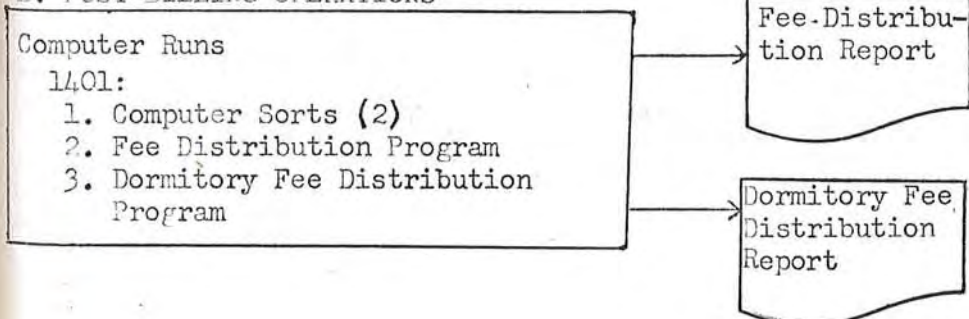 Computer Runs
1401:
1. Computer Sorts (2)
2. Fee Distribution Program
3. Dormitory Fee Distribution
Program
Fee-Distribu-
tion Report
Dormitory Fee
Distribution
Report